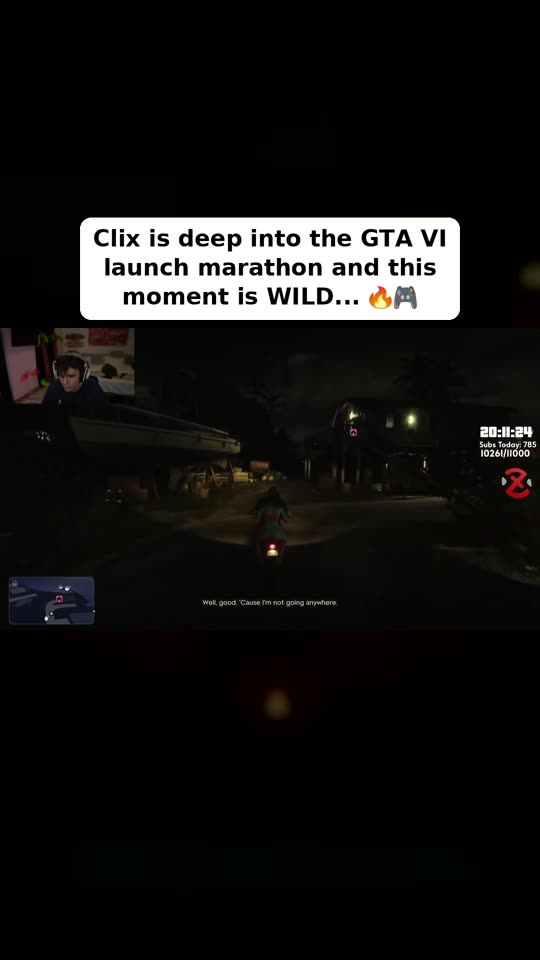 Clix is deep into the GTA VI
launch marathon and this
moment is WILD... 🔥🎮
20:11:24
Subs Today: 785
10261/11000
Well, good. 'Cause I'm not going anywhere.